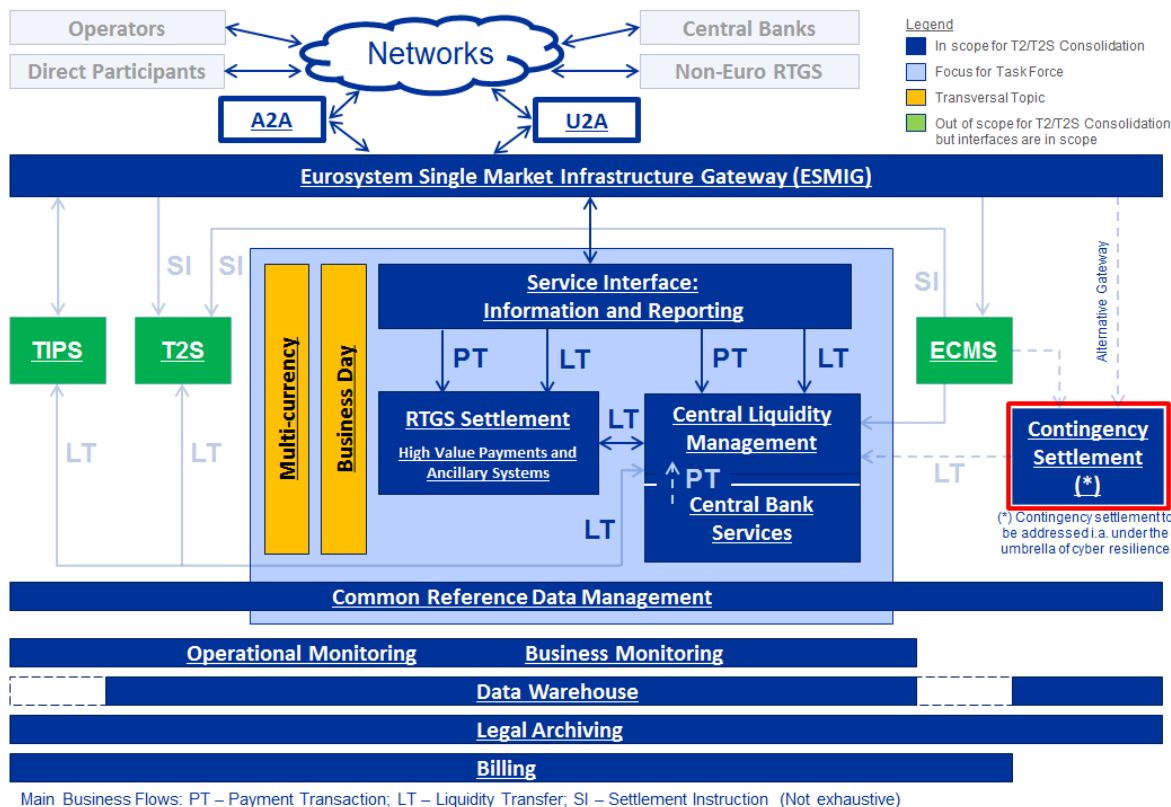 Operators
Direct Participants
Networks
Central Banks
Non-Euro RTGS
Legend
In scope for T2/T2S Consolidation
Focus for Task Force
Transversal Topic
Out of scope for T2/T2S Consolidation
but interfaces are in scope
A2A
U2A
Eurosystem Single Market Infrastructure Gateway (ESMIG)
SI
SI
SI
Alternative Gateway
Multi-currency
Business Day
Service Interface:
Information and Reporting
TIPS
T2S
ECMS
PT
LT
PT
LT
RTGS Settlement
High Value Payments and
Ancillary Systems
LT
Central Liquidity
Management
PT
Central Bank
Services
LT
LT
LT
LT
Contingency
Settlement
(*)
(*) Contingency settlement to
be addressed i.a. under the
umbrella of cyber resilience
Common Reference Data Management
Operational Monitoring
Business Monitoring
Data Warehouse
Legal Archiving
Billing
Main Business Flows: PT – Payment Transaction; LT – Liquidity Transfer; SI – Settlement Instruction (Not exhaustive)